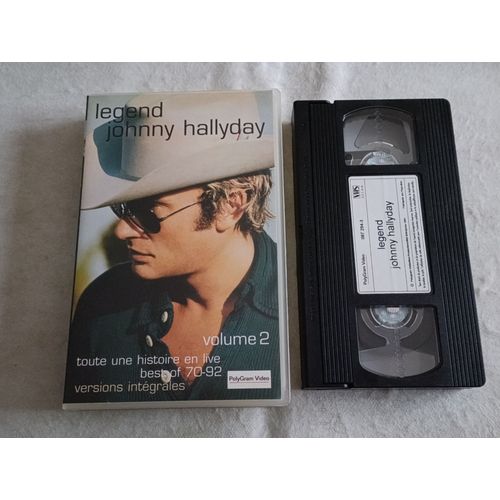 legend
johnny hallyday
volume 2
toute une histoire en live
best of 70-92
versions intégrales
PolyGram Video
VHS
legend
johnny hallyday
PolyGram Video